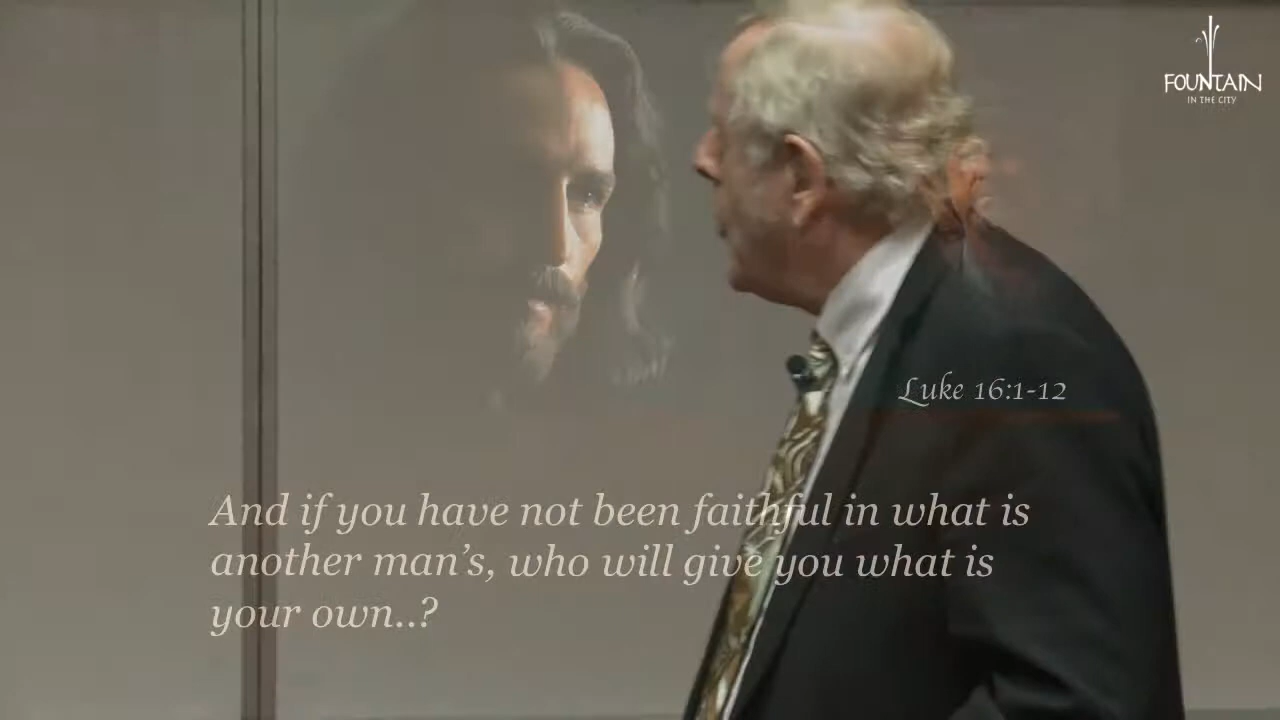 FOUNTAIN
IN THE CITY
Luke 16:1-12
And if you have not been faithful in what is
another man's, who will give you what is
your own..?